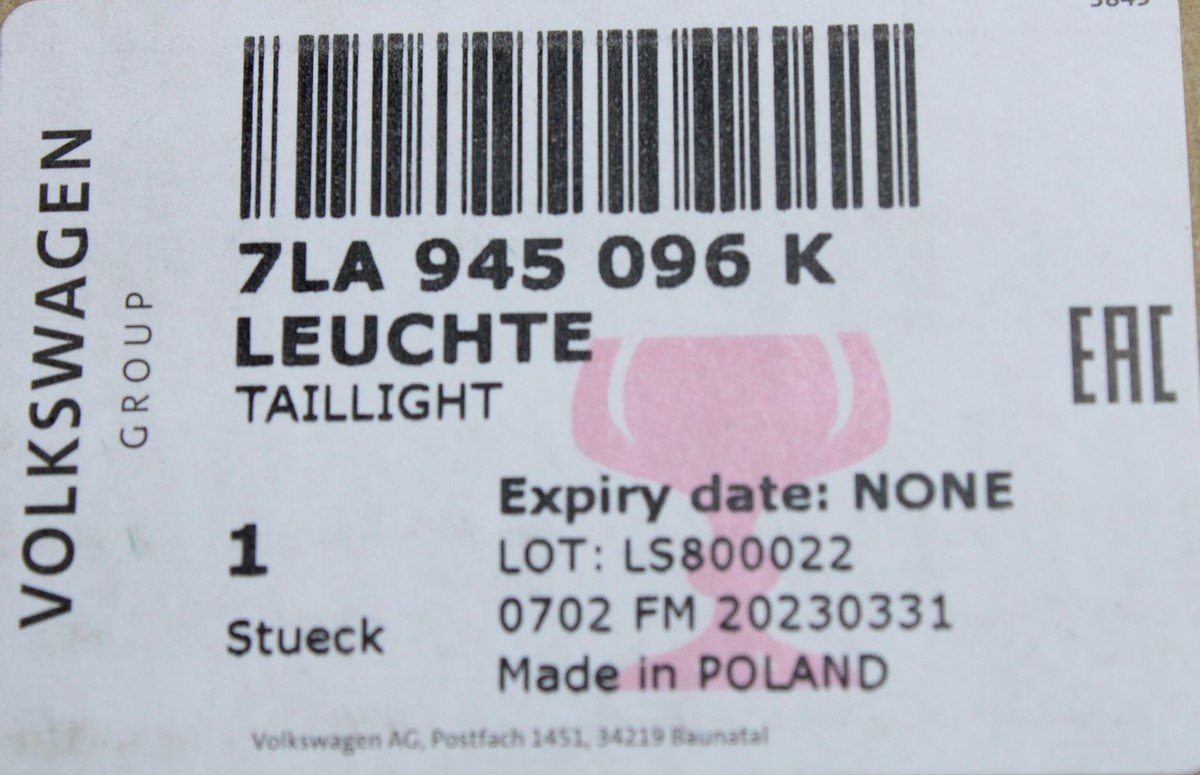 VOLKSWAGEN
GROUP
7LA 945 096 K
LEUCHTE
TAILLIGHT
EAC
Expiry date: NONE
1
LOT: LS800022
0702 FM 20230331
Stueck
Made in POLAND
Volkswagen AG, Postfach 1451, 34219 Baunatal